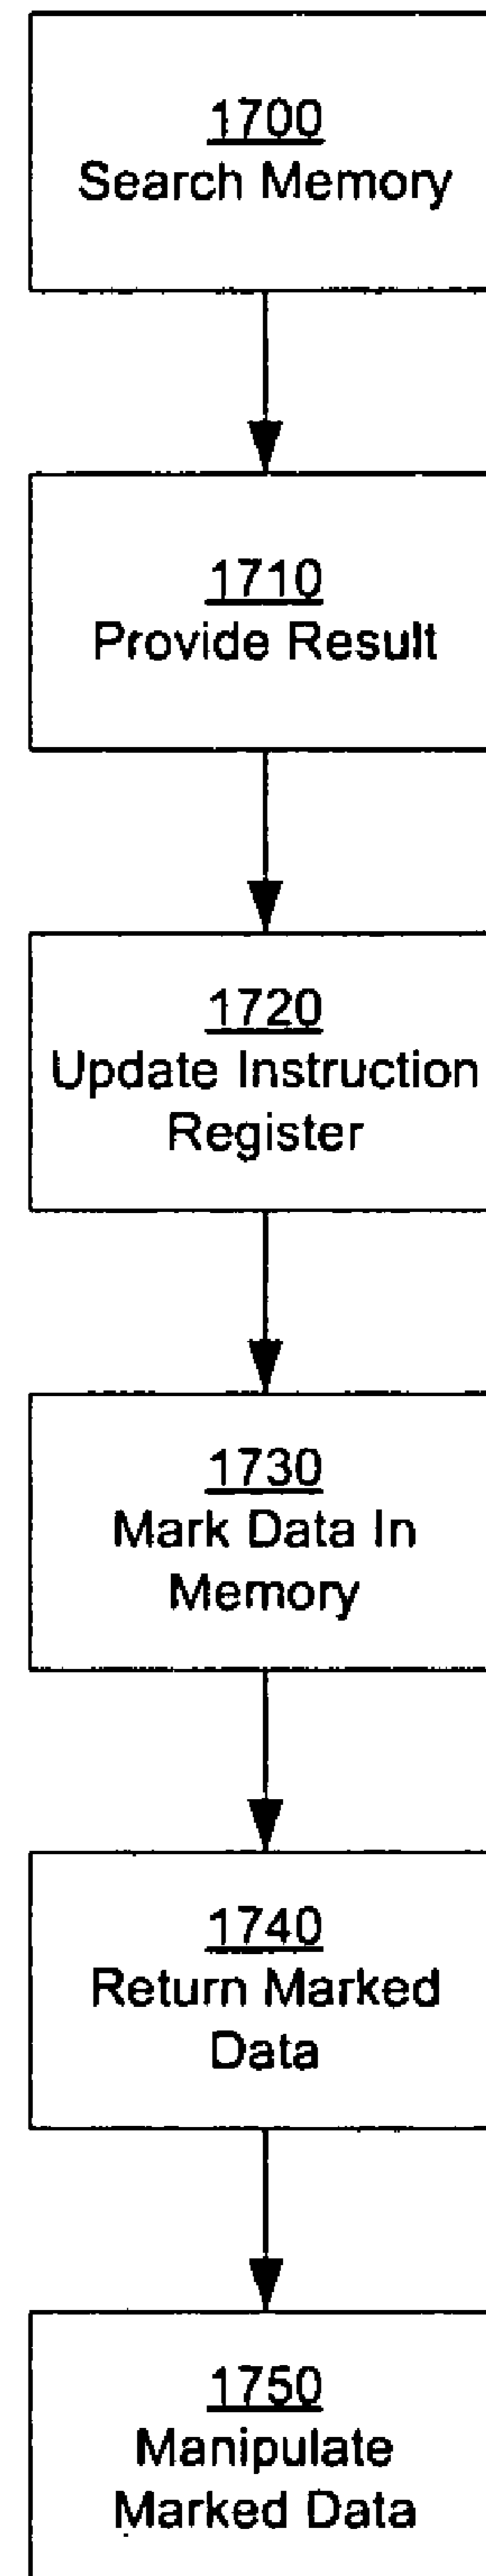 1700
Search Memory
1710
Provide Result
1720
Update Instruction
Register
1730
Mark Data In
Memory
1740
Return Marked
Data
1750
Manipulate
Marked Data